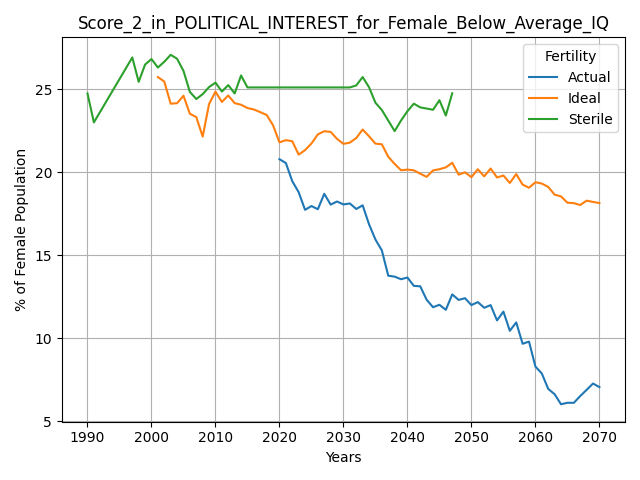 Score_2_in_POLITICAL_INTEREST_for_Female_Below_Average_IQ
Fertility
Actual
Ideal
Sterile
% of Female Population
25
20
15
10
5
1990 2000 2010 2020 2030 2040 2050 2060 2070
Years